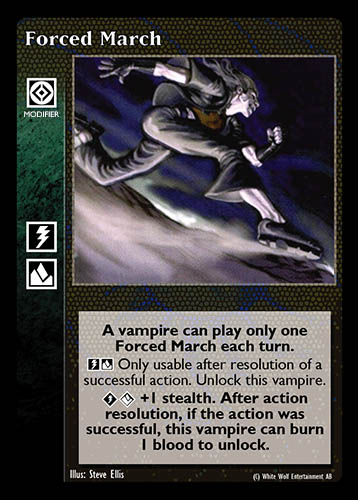 Forced March
MODIFIER
A vampire can play only one
Forced March each turn.
Only usable after resolution of a
successful action. Unlock this vampire.
+1 stealth. After action
resolution, if the action was
successful, this vampire can burn
1 blood to unlock.
Illus: Steve Ellis
(C) White Wolf Entertainment AB